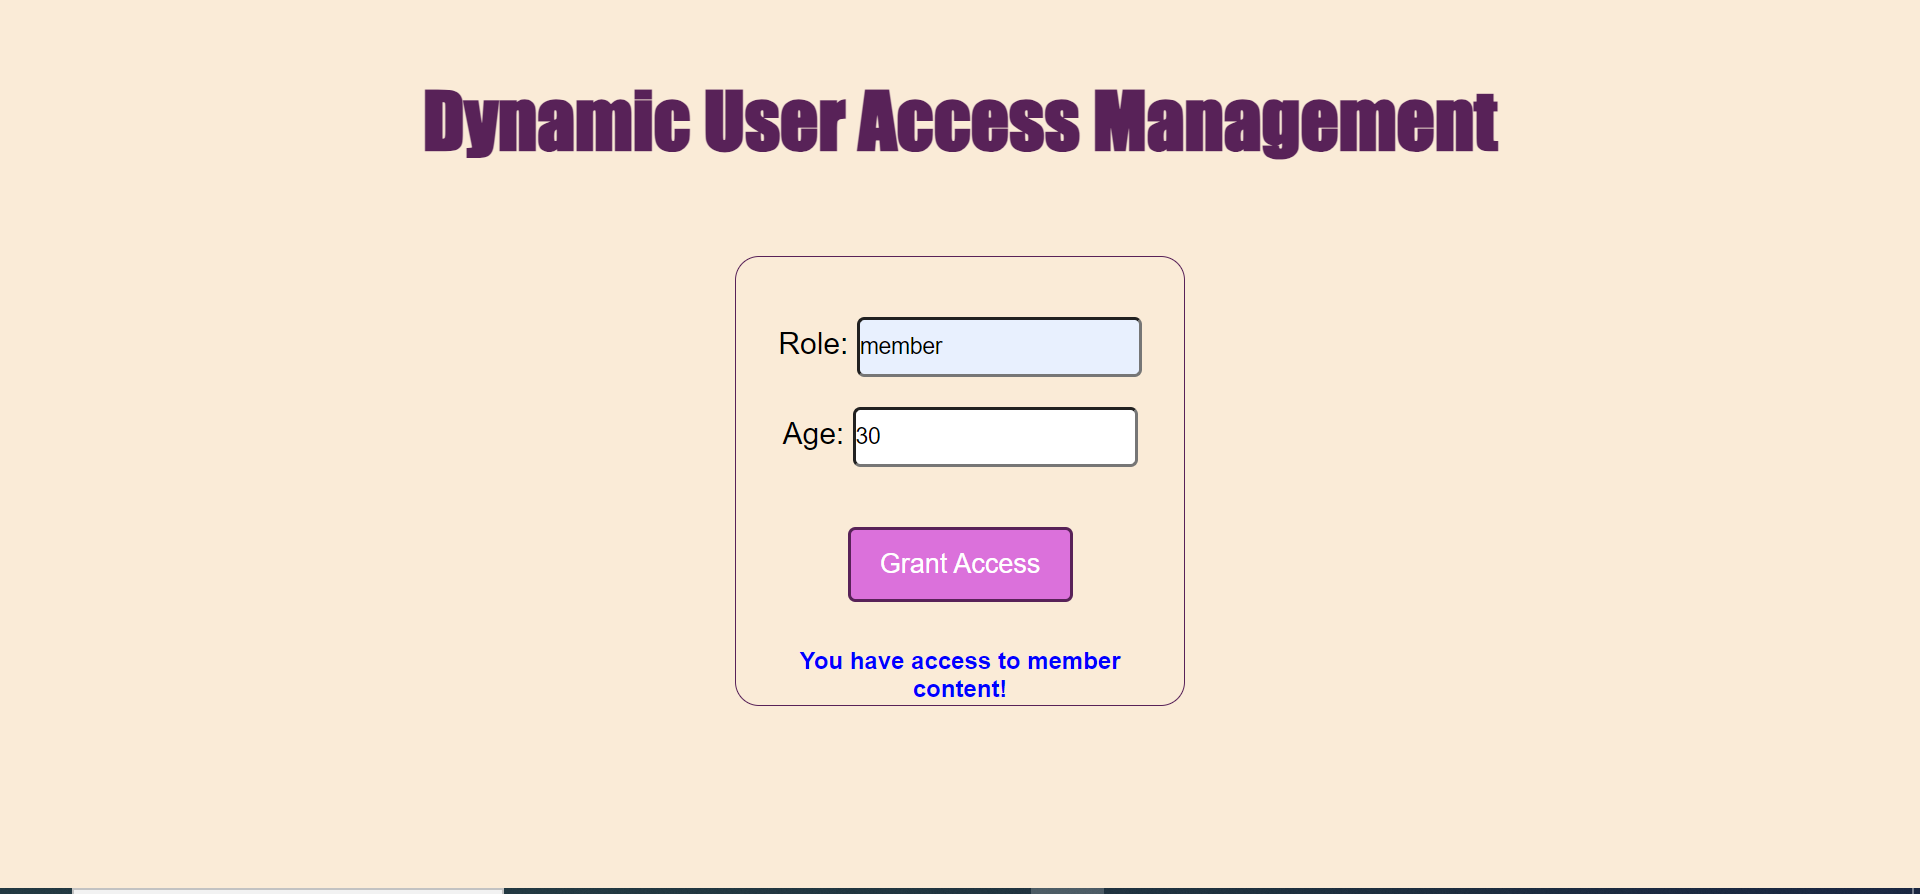 Dynamic User Access Management
Role: member
Age: 30
Grant Access
You have access to member
content!